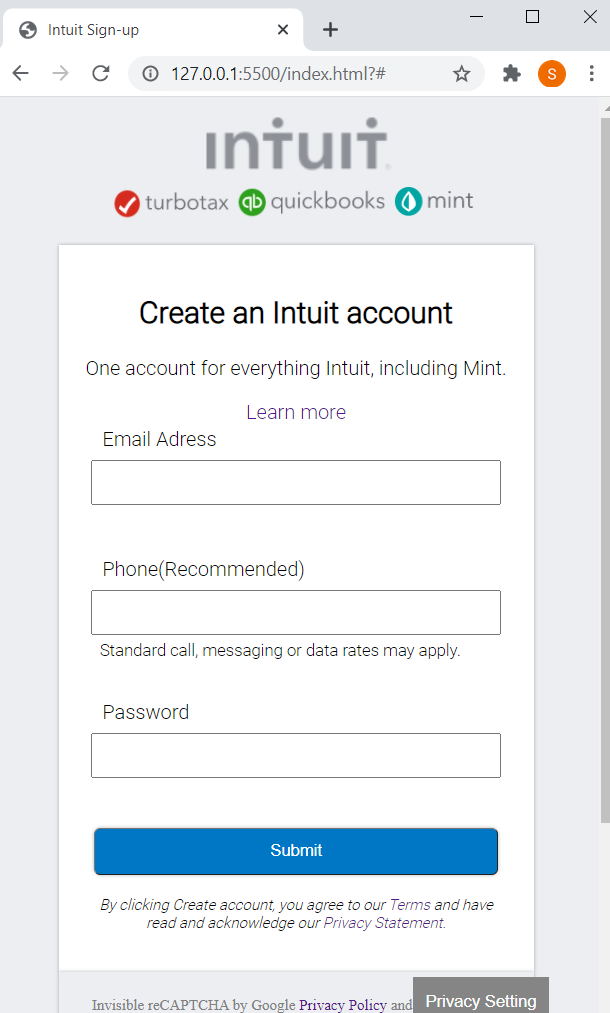 Intuit Sign-up
127.0.0.1:5500/index.html?#
S
intuit.
turbotax qb quickbooks mint
Create an Intuit account
One account for everything Intuit, including Mint.
Learn more
Email Adress
Phone(Recommended)
Standard call, messaging or data rates may apply.
Password
Submit
By clicking Create account, you agree to our Terms and have
read and acknowledge our Privacy Statement.
Invisible reCAPTCHA by Google Privacy Policy and
Privacy Setting